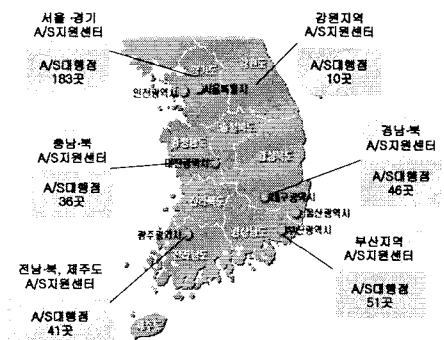 서울·경기
A/S지원센터
A/S대행점
183곳
강원지역
A/S지원센터
A/S대행점
10곳
인천광역시
서울특별시
충남·북
A/S지원센터
A/S대행점
36곳
대전광역시
경남·북
A/S지원센터
A/S대행점
46곳
대구광역시
울산광역시
부산광역시
광주광역시
부산지역
A/S지원센터
A/S대행점
51곳
전남·북, 제주도
A/S지원센터
A/S대행점
41곳